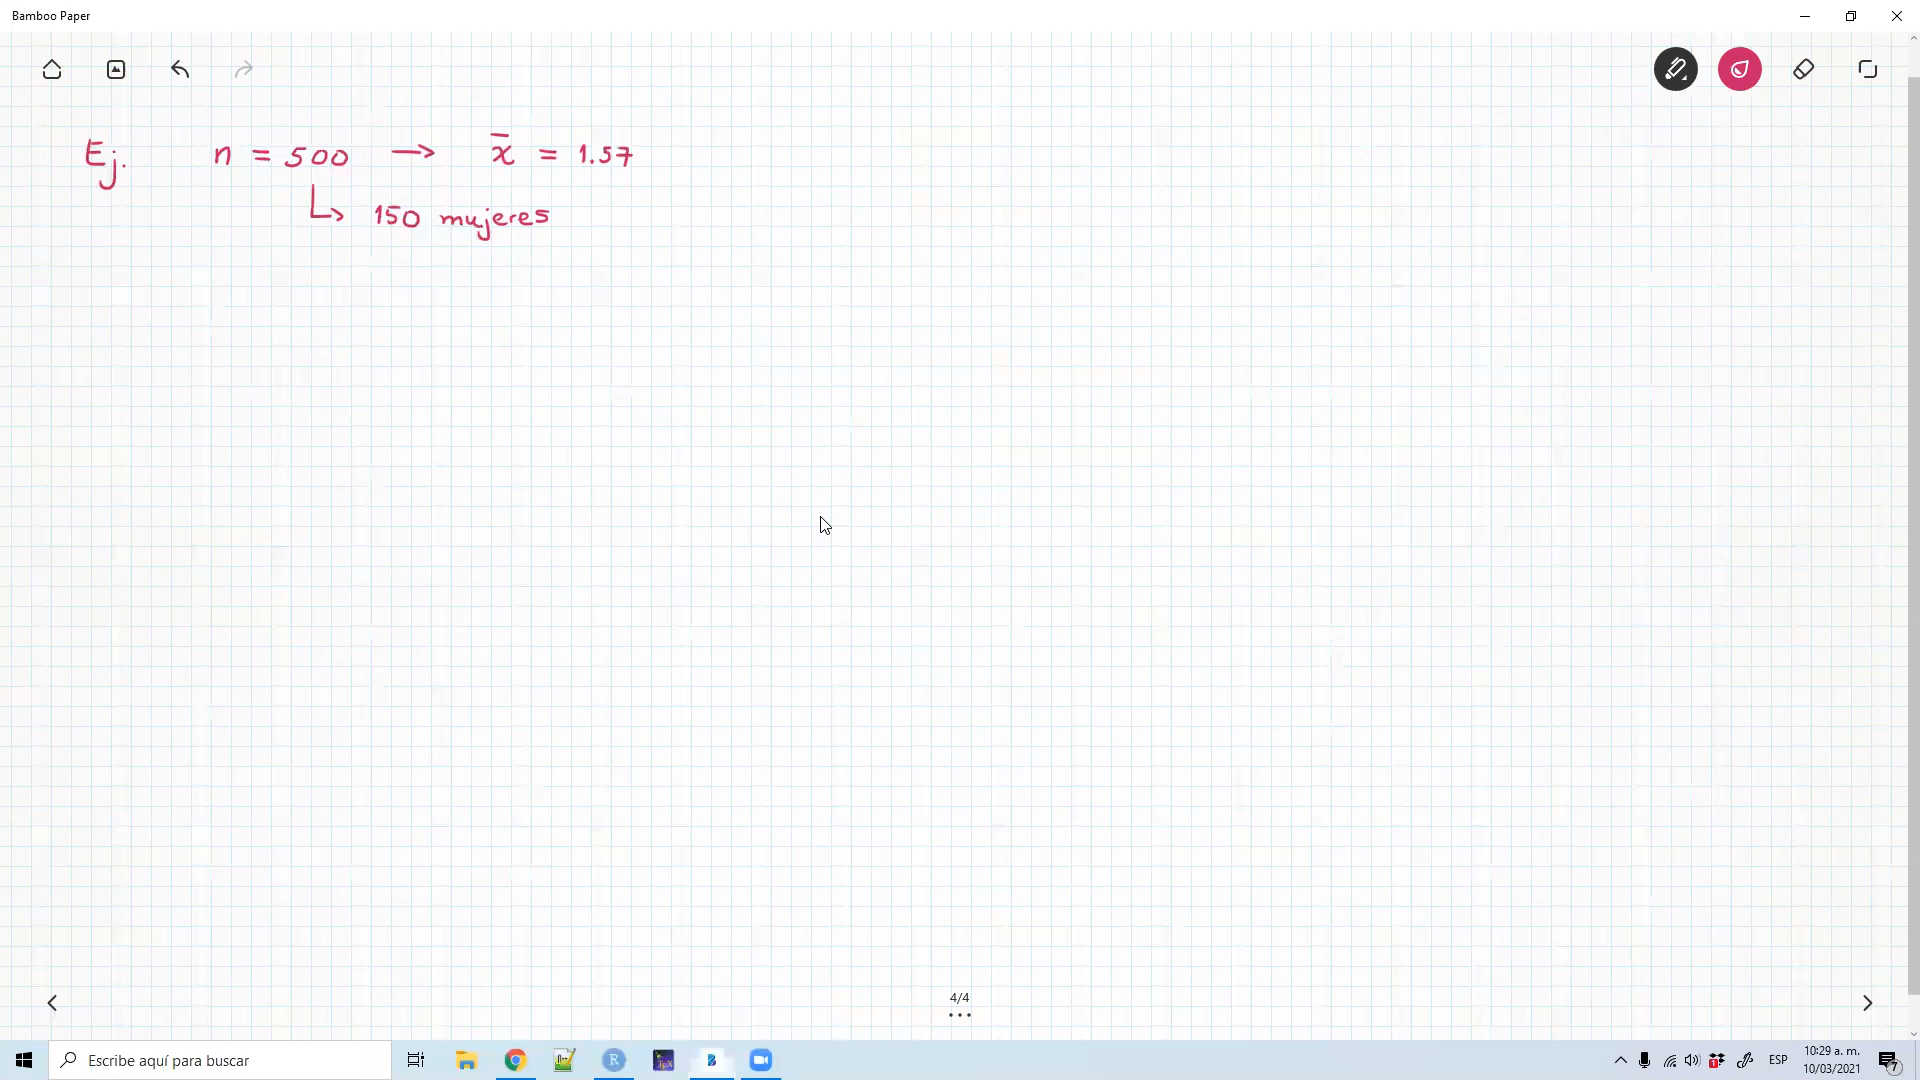 Bamboo Paper
Ej. n = 500 → x̄ = 1.57
↳ 150 mujeres
4/4
Escribe aquí para buscar
ESP
10:29 a. m.
10/03/2021
7